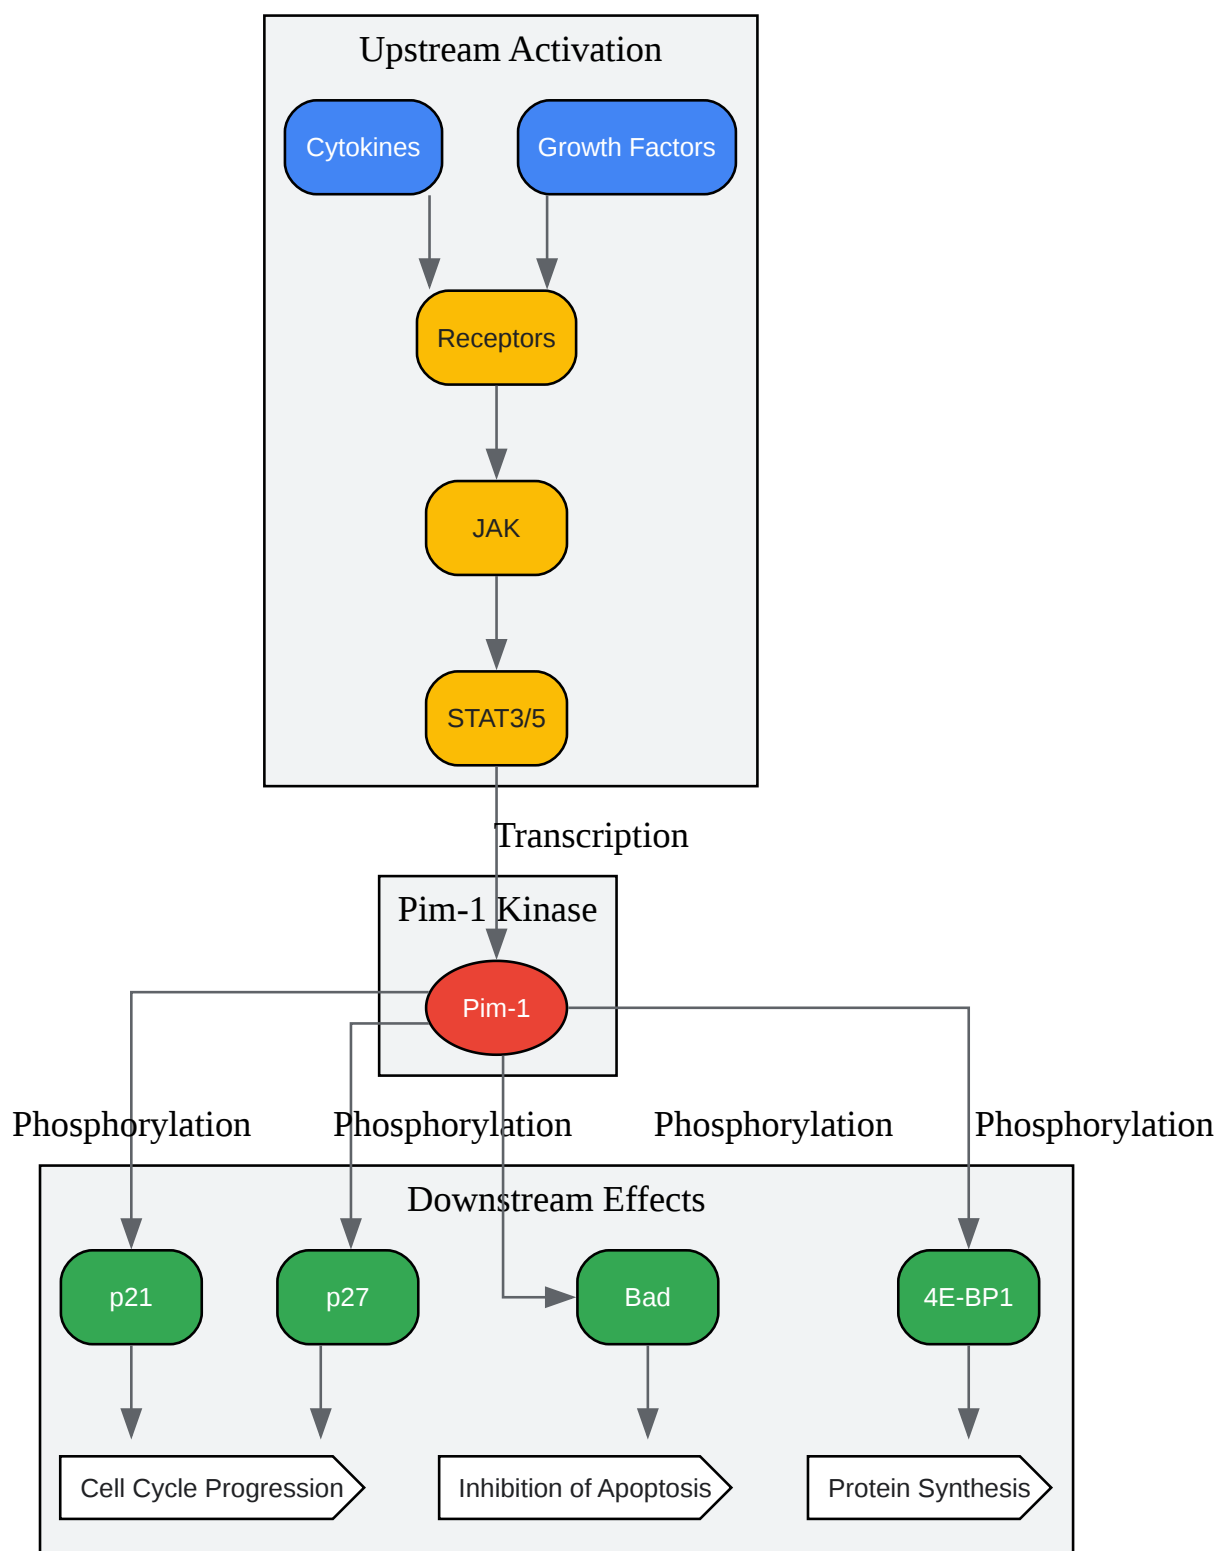 Upstream Activation
Cytokines
Growth Factors
Receptors
JAK
STAT3/5
Transcription
Pim-1 Kinase
Pim-1
Phosphorylation
Phosphorylation
Phosphorylation
Phosphorylation
Downstream Effects
p21
p27
Bad
4E-BP1
Cell Cycle Progression
Inhibition of Apoptosis
Protein Synthesis